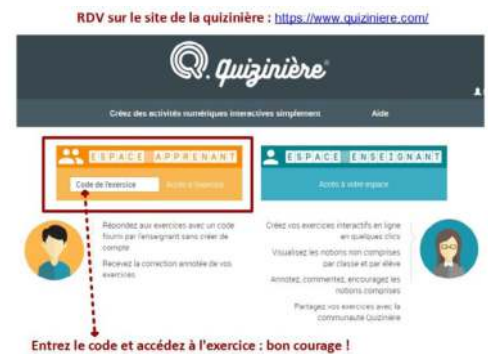 RDV sur le site de la quizinière : https://www.quiziniere.com/
Q. quizinière
Créez des activités numériques interactives simplement
Aide
ESPACE APPRENANT
Code de l'exercice
Accès à l'exercice
Répondez aux exercices avec un code
fourni par l'enseignant sans créer de
compte
Recevez la correction annotée de vos
exercices.
ESPACE ENSEIGNANT
Accès à votre espace
Créez vos exercices interactifs en ligne
en quelques clics
Visualisez les notions non comprises
par classe et par élève
Annotez, commentez, encouragez les
notions comprises
Partagez vos exercices avec la
communauté Quizinière
Entrez le code et accédez à l'exercice : bon courage !